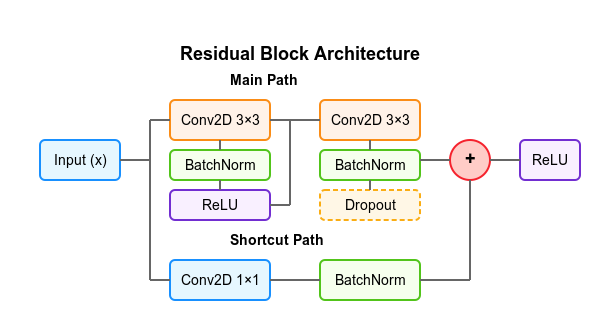 Residual Block Architecture
Main Path
Conv2D 3×3
Conv2D 3×3
Input (x)
BatchNorm
BatchNorm
+
ReLU
ReLU
Dropout
Shortcut Path
Conv2D 1×1
BatchNorm